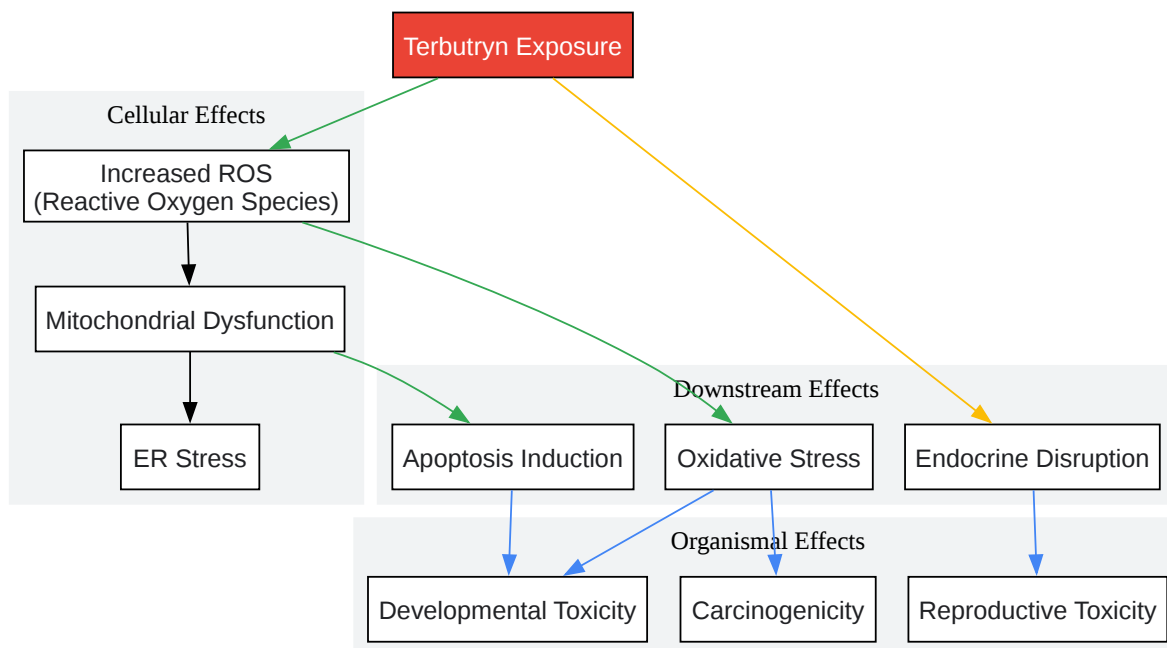 Terbutryn Exposure
Cellular Effects
Increased ROS
(Reactive Oxygen Species)
Mitochondrial Dysfunction
ER Stress
Downstream Effects
Apoptosis Induction
Oxidative Stress
Endocrine Disruption
Organismal Effects
Developmental Toxicity
Carcinogenicity
Reproductive Toxicity